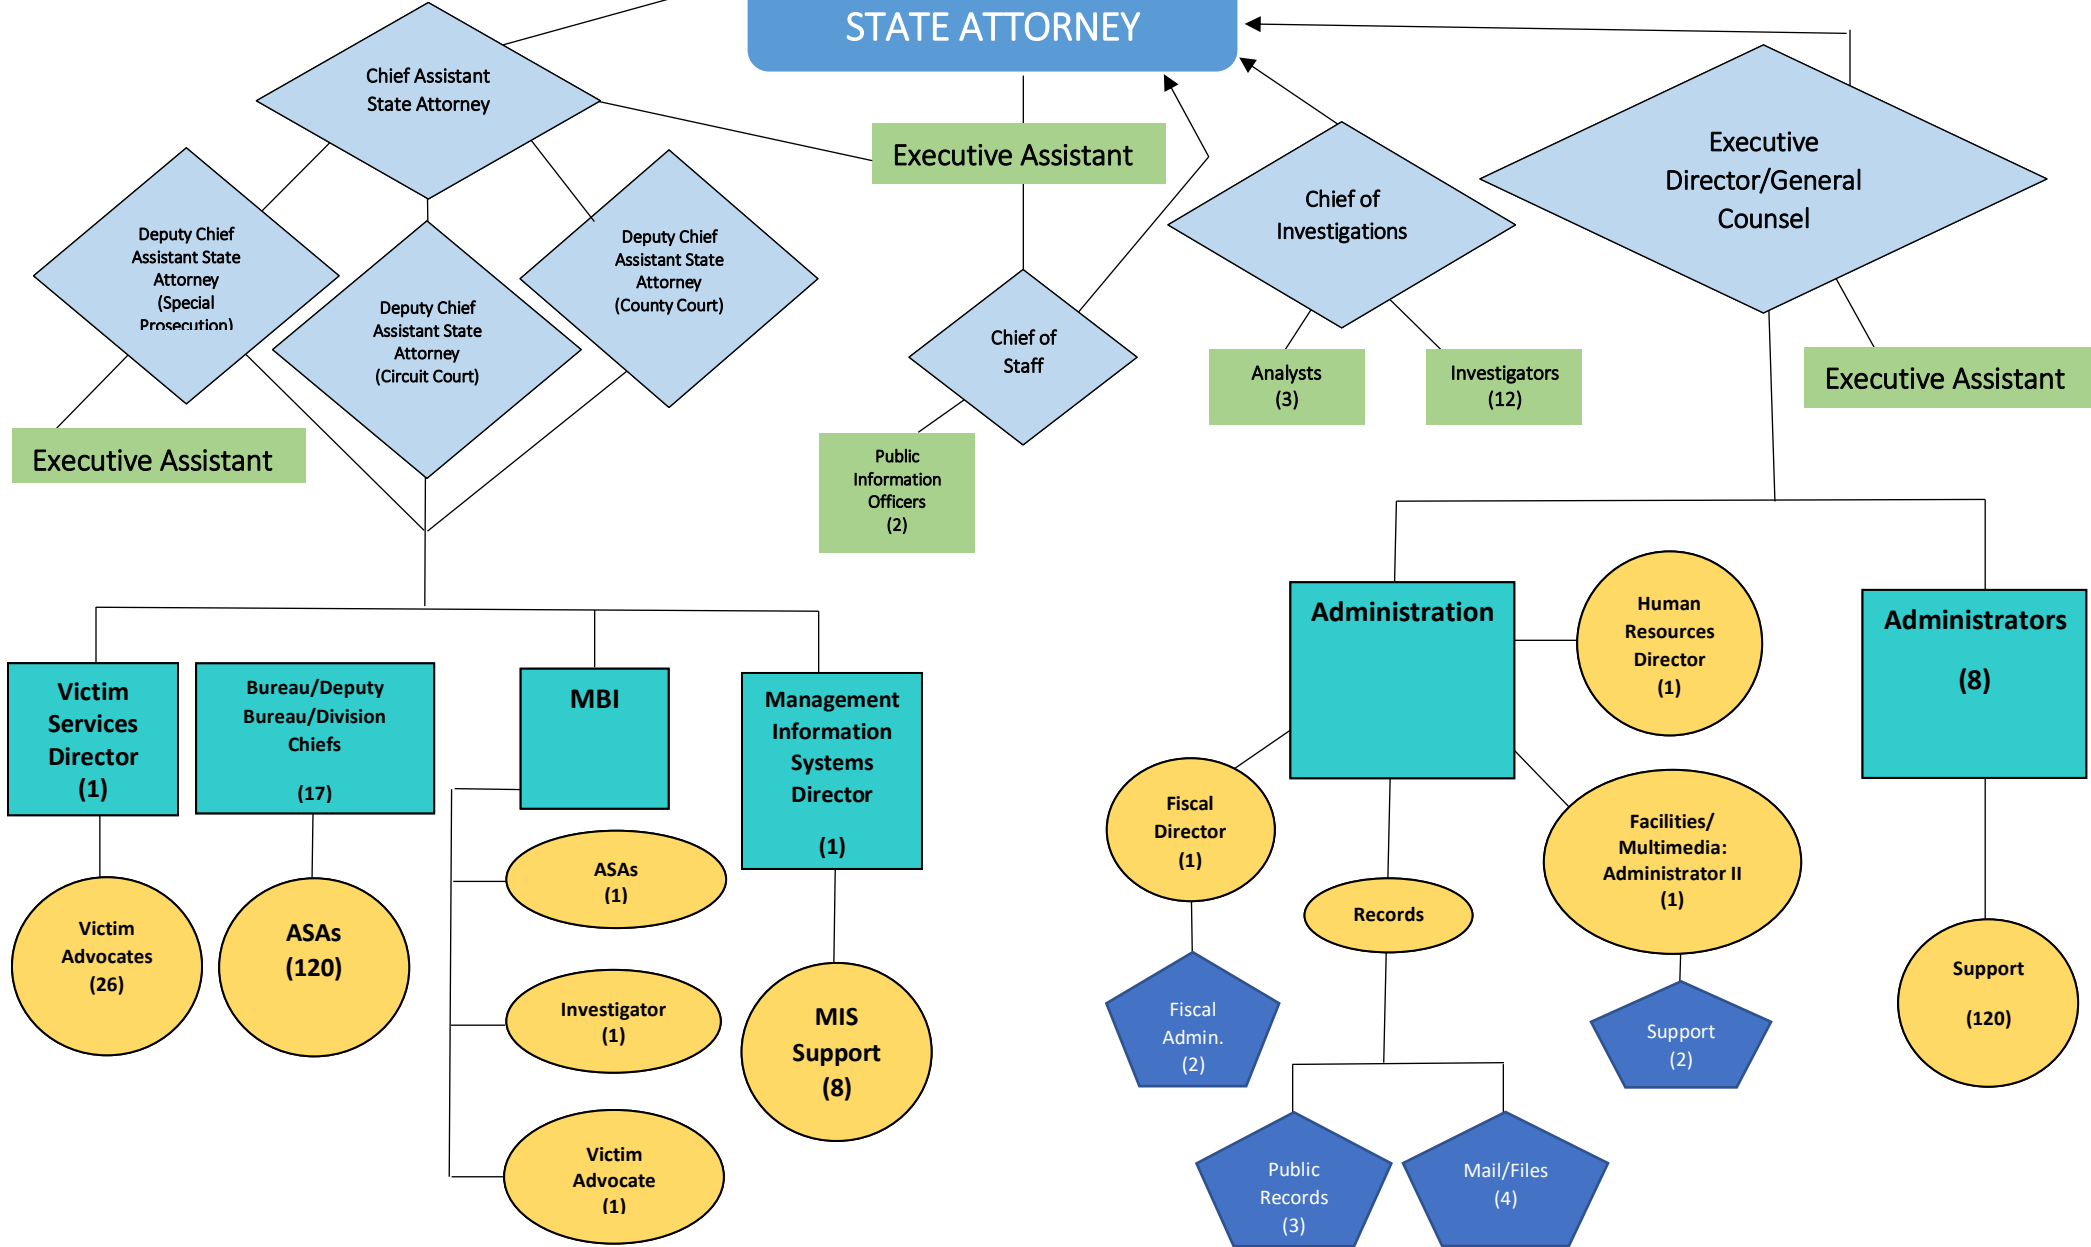 STATE ATTORNEY
Chief Assistant
State Attorney
Executive Assistant
Executive
Director/General
Counsel
Chief of
Investigations
Deputy Chief
Assistant State
Attorney
(Special
Prosecution)
Deputy Chief
Assistant State
Attorney
(County Court)
Deputy Chief
Assistant State
Attorney
(Circuit Court)
Chief of
Staff
Analysts
(3)
Investigators
(12)
Executive Assistant
Executive Assistant
Public
Information
Officers
(2)
Administration
Human
Resources
Director
(1)
Administrators
(8)
Victim
Services
Director
(1)
Bureau/Deputy
Bureau/Division
Chiefs
(17)
MBI
Management
Information
Systems
Director
(1)
Fiscal
Director
(1)
Facilities/
Multimedia:
Administrator II
(1)
ASAs
(1)
Records
Victim
Advocates
(26)
ASAs
(120)
Support
(120)
Investigator
(1)
MIS
Support
(8)
Fiscal
Admin.
(2)
Support
(2)
Victim
Advocate
(1)
Public
Records
(3)
Mail/Files
(4)